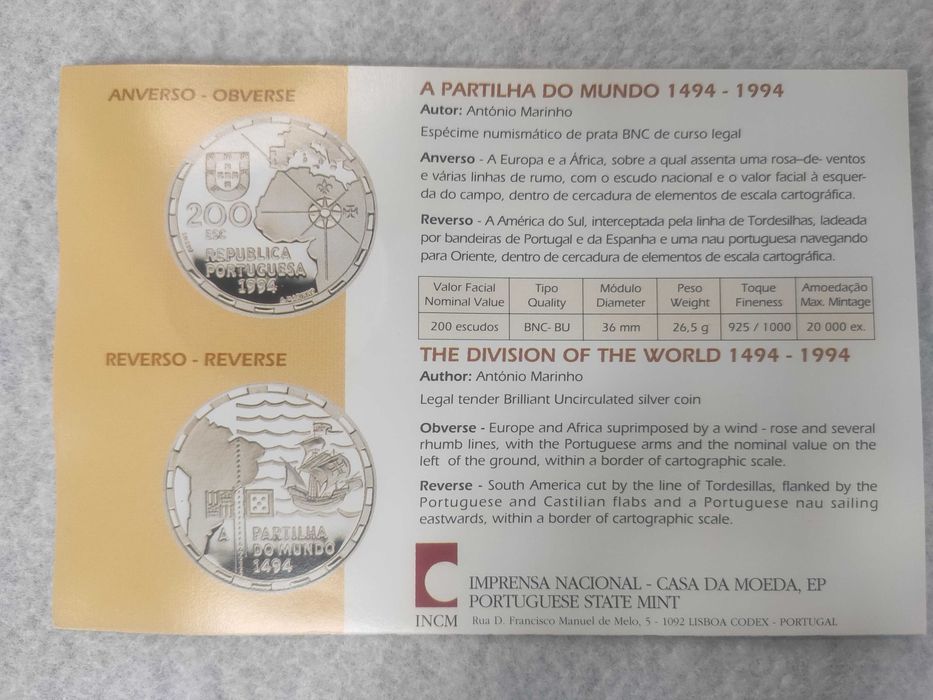 ANVERSO - OBVERSE
200
ESC
REPUBLICA
PORTUGUESA
1994
REVERSO - REVERSE
A PARTILHA
DO MUNDO
1494
A PARTILHA DO MUNDO 1494 - 1994
Autor: António Marinho
Espécime numismático de prata BNC de curso legal
Anverso - A Europa e a África, sobre a qual assenta uma rosa-de- ventos
e várias linhas de rumo, com o escudo nacional e o valor facial à esquer-
da do campo, dentro de cercadura de elementos de escala cartográfica.
Reverso - A América do Sul, interceptada pela linha de Tordesilhas, ladeada
por bandeiras de Portugal e da Espanha e uma nau portuguesa navegando
para Oriente, dentro de cercadura de elementos de escala cartográfica.
Valor Facial Tipo Módulo Peso Toque Amoedação
Nominal Value Quality Diameter Weight Fineness Max. Mintage
200 escudos BNC- BU 36 mm 26,5 g 925 / 1000 20 000 ex.
THE DIVISION OF THE WORLD 1494 - 1994
Author: António Marinho
Legal tender Brilliant Uncirculated silver coin
Obverse - Europe and Africa suprimposed by a wind - rose and several
rhumb lines, with the Portuguese arms and the nominal value on the
left of the ground, within a border of cartographic scale.
Reverse - South America cut by the line of Tordesillas, flanked by the
Portuguese and Castilian flabs and a Portuguese nau sailing
eastwards, within a border of cartographic scale.
INCM
IMPRENSA NACIONAL - CASA DA MOEDA, EP
PORTUGUESE STATE MINT
Rua D. Francisco Manuel de Melo, 5 - 1092 LISBOA CODEX - PORTUGAL